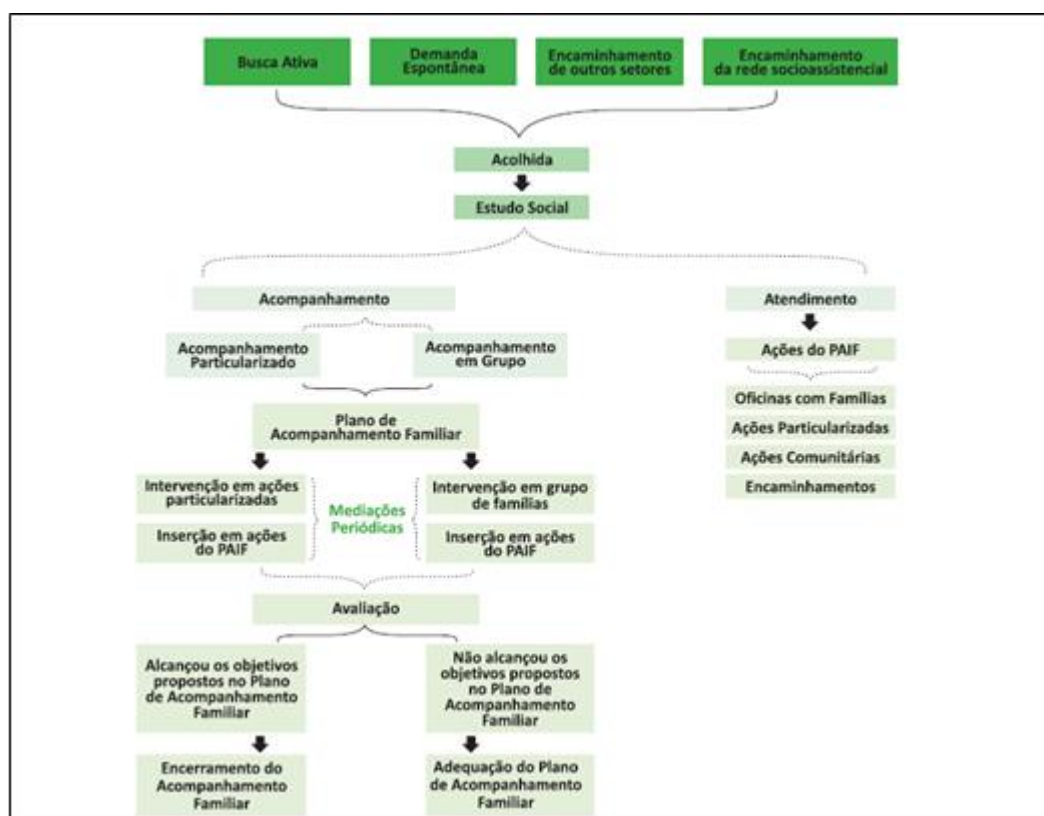 Busca Ativa
Demanda
Espontânea
Encaminhamento
de outros setores
Encaminhamento
da rede socioassistencial
Acolhida
Estudo Social
Acompanhamento
Acompanhamento
Particularizado
Acompanhamento
em Grupo
Plano de
Acompanhamento Familiar
Intervenção em ações
particularizadas
Inserção em ações
do PAIF
Mediações
Periódicas
Intervenção em grupo
de famílias
Inserção em ações
do PAIF
Avaliação
Alcançou os objetivos
propostos no Plano
de Acompanhamento
Familiar
Não alcançou os
objetivos propostos
no Plano de
Acompanhamento
Familiar
Encerramento do
Acompanhamento
Familiar
Adequação do Plano
de Acompanhamento
Familiar
Atendimento
Ações do PAIF
Oficinas com Famílias
Ações Particularizadas
Ações Comunitárias
Encaminhamentos